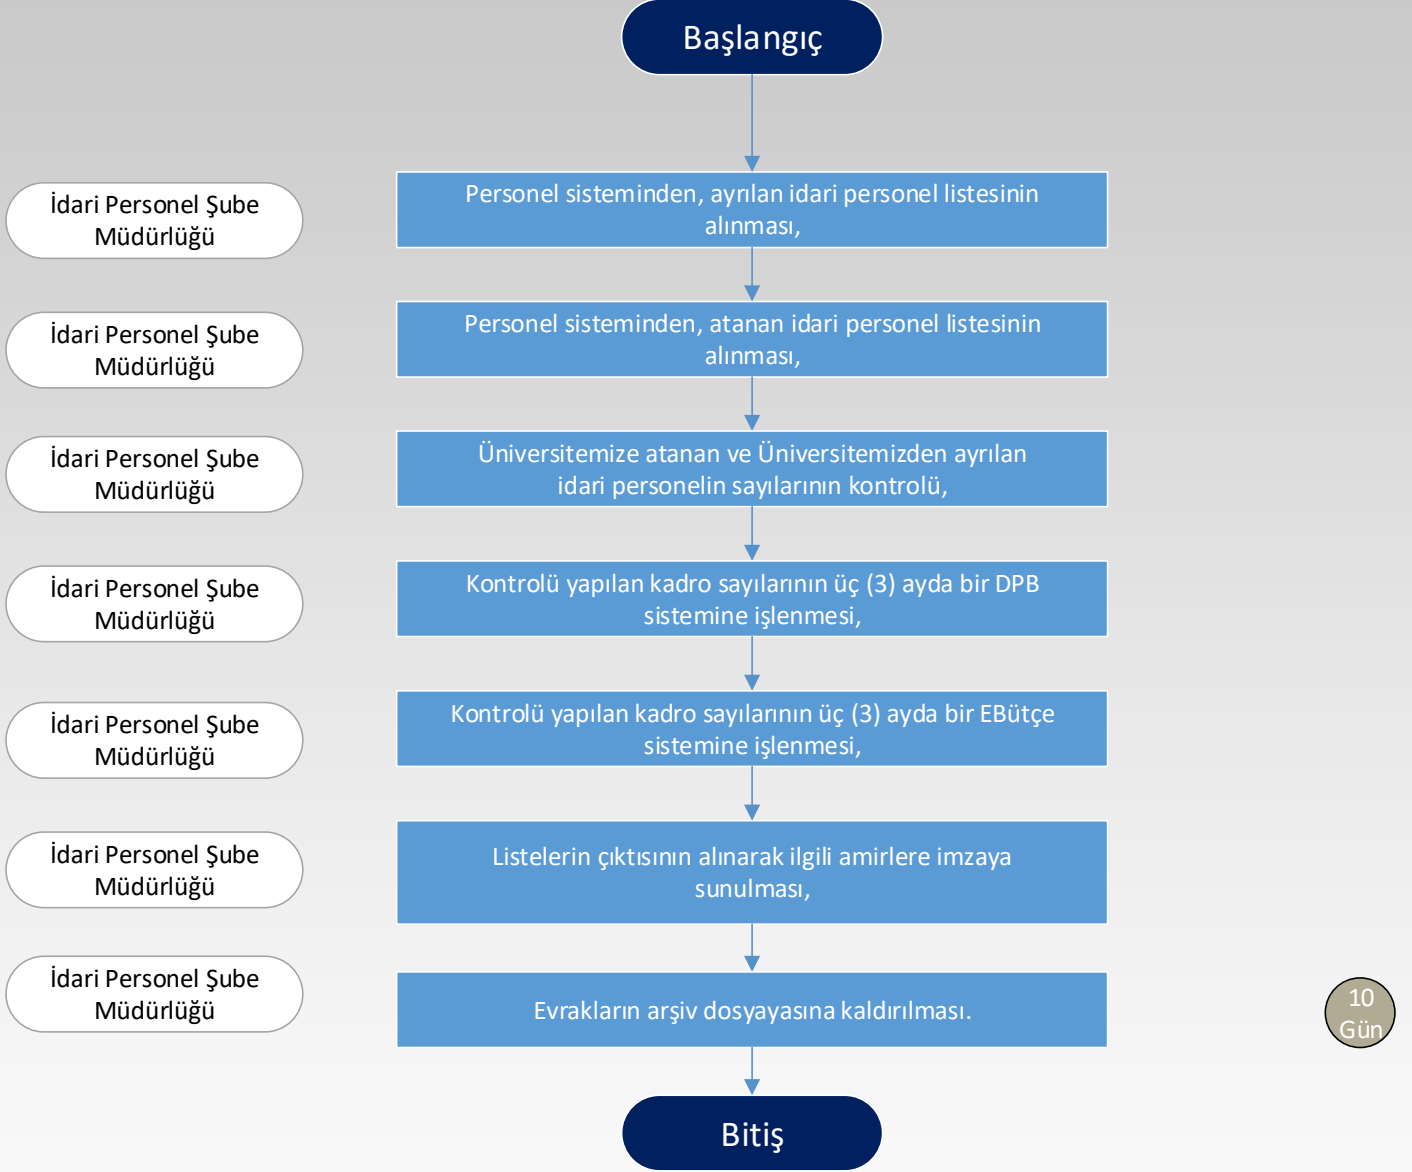 Başlangıç
İdari Personel Şube
Müdürlüğü
Personel sisteminden, ayrılan idari personel listesinin
alınması,
İdari Personel Şube
Müdürlüğü
Personel sisteminden, atanan idari personel listesinin
alınması,
İdari Personel Şube
Müdürlüğü
Üniversitemize atanan ve Üniversitemizden ayrılan
idari personelin sayılarının kontrolü,
İdari Personel Şube
Müdürlüğü
Kontrolü yapılan kadro sayılarının üç (3) ayda bir DPB
sistemine işlenmesi,
İdari Personel Şube
Müdürlüğü
Kontrolü yapılan kadro sayılarının üç (3) ayda bir EBütçe
sistemine işlenmesi,
İdari Personel Şube
Müdürlüğü
Listelerin çıktısının alınarak ilgili amirlere imzaya
sunulması,
İdari Personel Şube
Müdürlüğü
Evrakların arşiv dosyayasına kaldırılması.
10
Gün
Bitiş